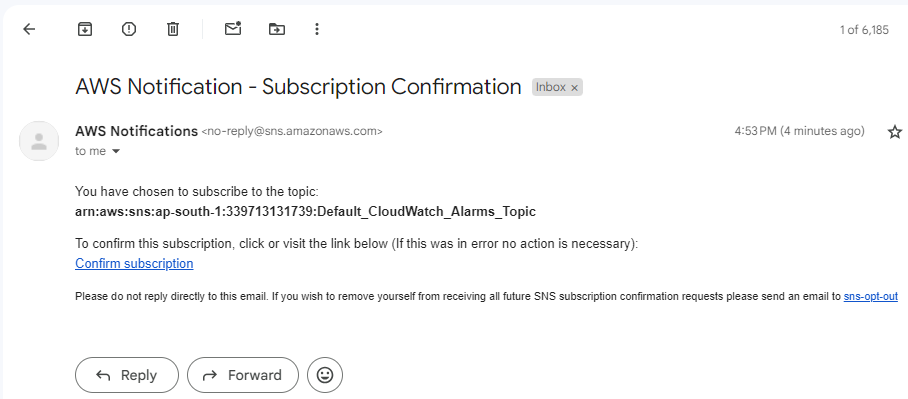 1 of 6,185
AWS Notification - Subscription Confirmation Inbox ×
AWS Notifications <no-reply@sns.amazonaws.com> 4:53 PM (4 minutes ago)
to me
You have chosen to subscribe to the topic:
arn:aws:sns:ap-south-1:339713131739:Default_CloudWatch_Alarms_Topic
To confirm this subscription, click or visit the link below (If this was in error no action is necessary):
Confirm subscription
Please do not reply directly to this email. If you wish to remove yourself from receiving all future SNS subscription confirmation requests please send an email to sns-opt-out
Reply Forward